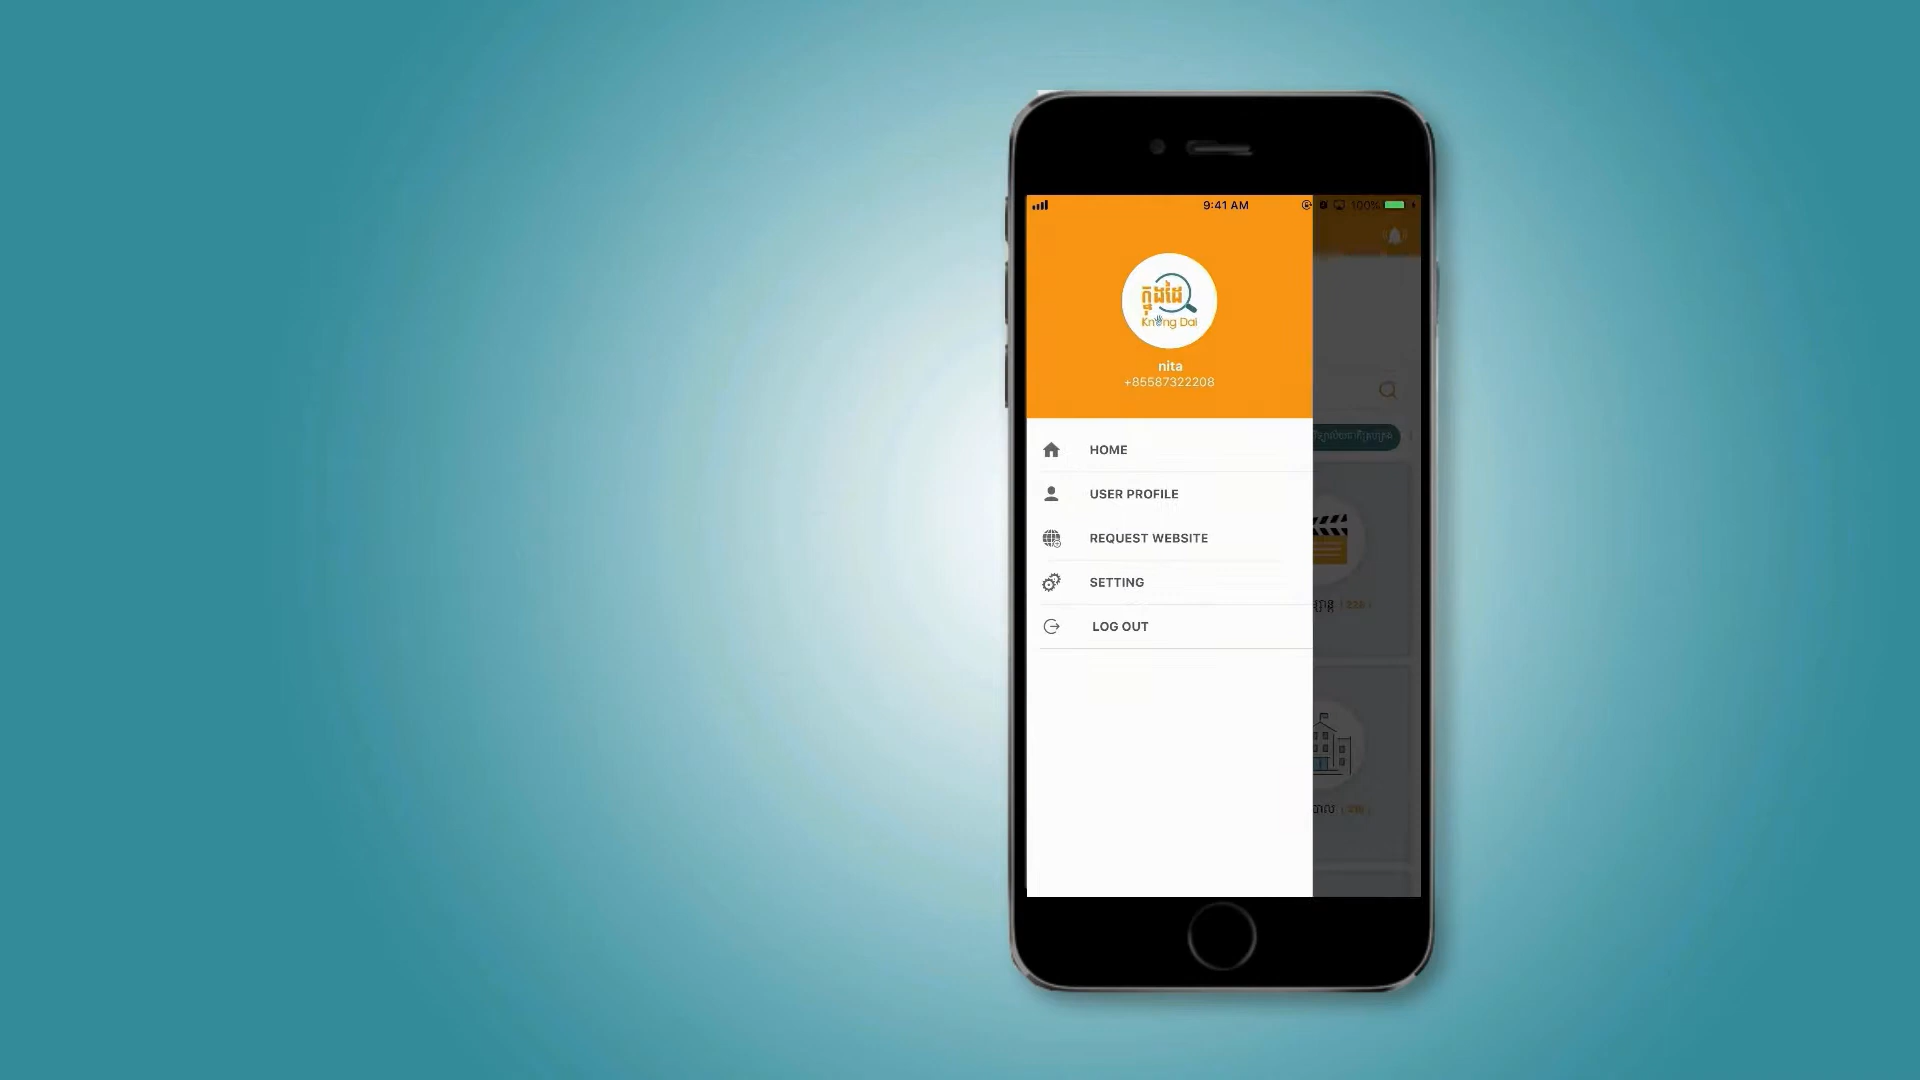 9:41 AM
100%
ក្នុងដៃ
Knong Dai
nita
+85587322208
HOME
USER PROFILE
REQUEST WEBSITE
SETTING
LOG OUT